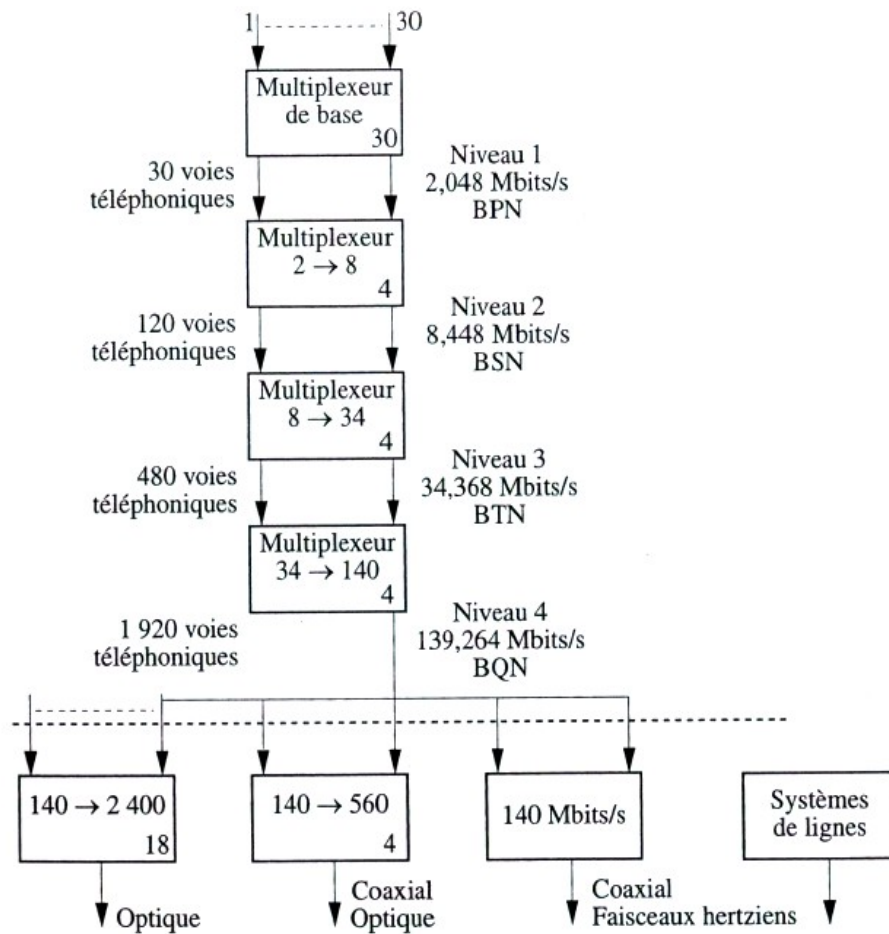 1 30
Multiplexeur
de base
30
30 voies
téléphoniques
Niveau 1
2,048 Mbits/s
BPN
Multiplexeur
2 → 8
4
120 voies
téléphoniques
Niveau 2
8,448 Mbits/s
BSN
Multiplexeur
8 → 34
4
480 voies
téléphoniques
Niveau 3
34,368 Mbits/s
BTN
Multiplexeur
34 → 140
4
1 920 voies
téléphoniques
Niveau 4
139,264 Mbits/s
BQN
140 → 2 400
18
140 → 560
4
140 Mbits/s
Systèmes
de lignes
Optique
Coaxial
Optique
Coaxial
Faisceaux hertziens